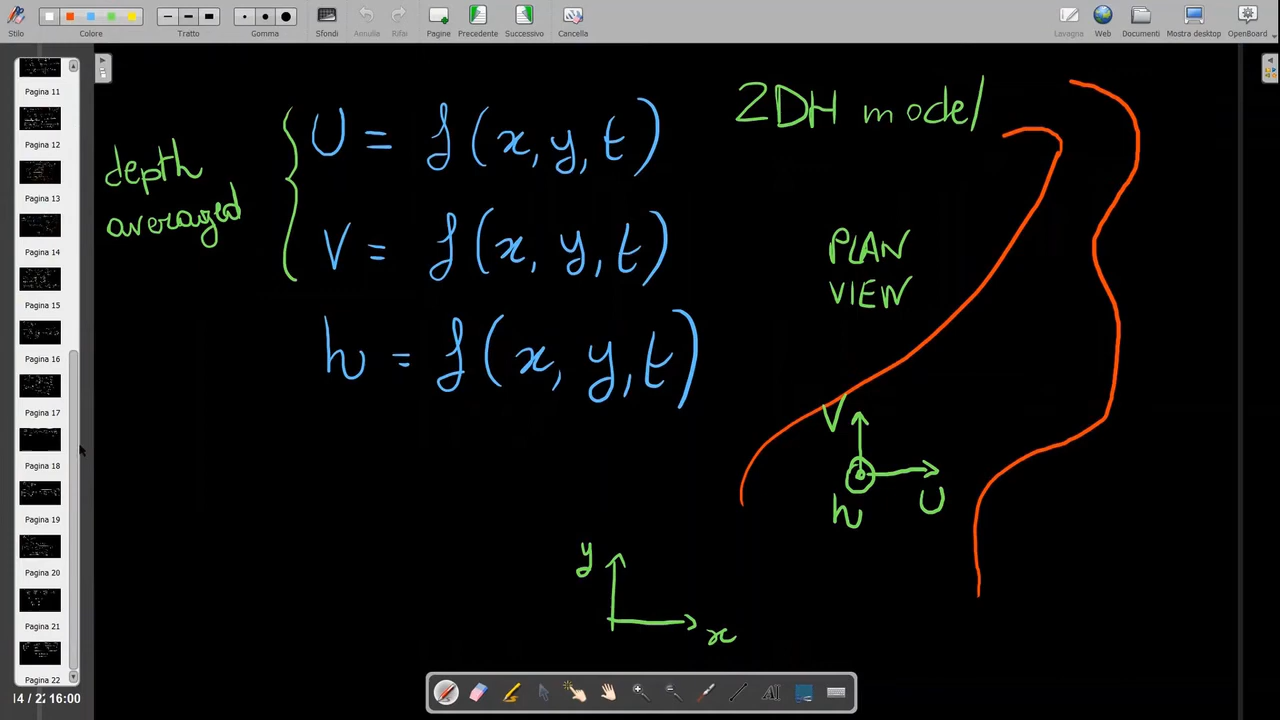 Stilo
Colore
Tratto
Gomma
Sfondi
Annulla
Rifai
Pagine
Precedente
Successivo
Cancella
Lavagna
Web
Documenti
Mostra desktop
OpenBoard
Pagina 11
Pagina 12
Pagina 13
Pagina 14
Pagina 15
Pagina 16
Pagina 17
Pagina 18
Pagina 19
Pagina 20
Pagina 21
Pagina 22
16:00
depth
averaged
U = f(x, y, t)
V = f(x, y, t)
h = f(x, y, t)
2DH model
PLAN
VIEW
V
U
h
y
x